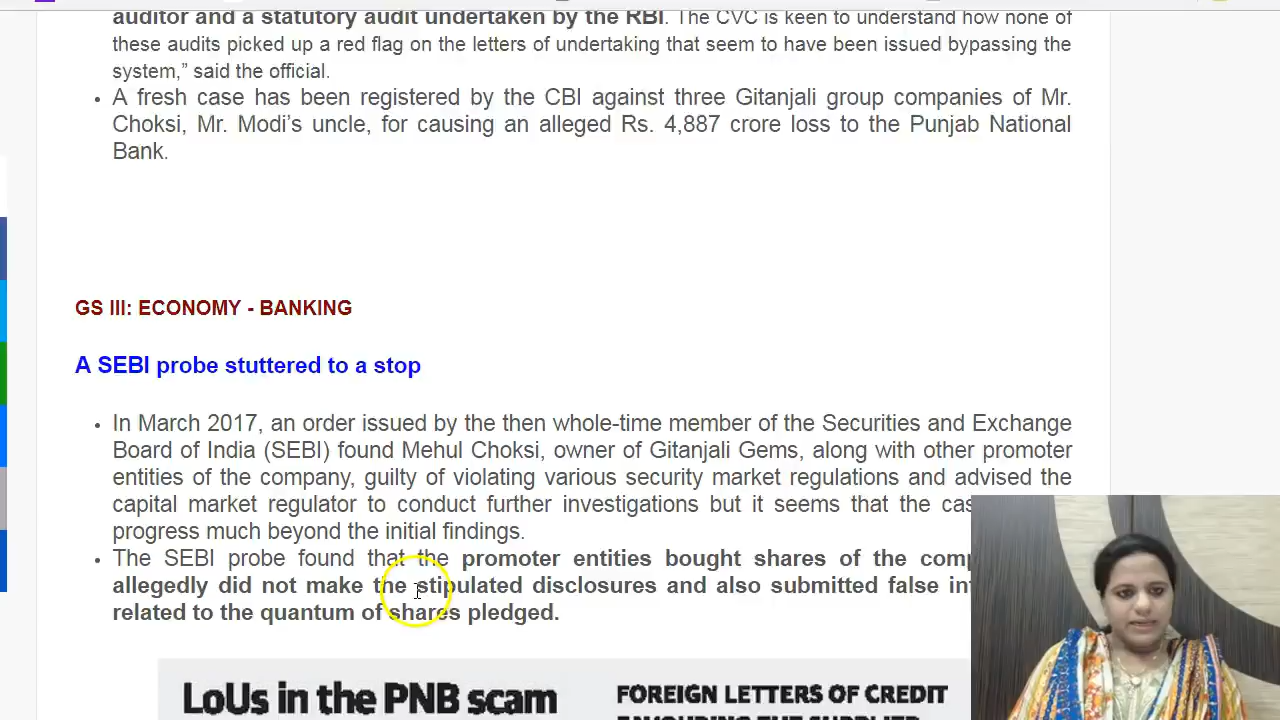 auditor and a statutory audit undertaken by the RBI. The CVC is keen to understand how none of
these audits picked up a red flag on the letters of undertaking that seem to have been issued bypassing the
system,” said the official.
• A fresh case has been registered by the CBI against three Gitanjali group companies of Mr.
Choksi, Mr. Modi’s uncle, for causing an alleged Rs. 4,887 crore loss to the Punjab National
Bank.
GS III: ECONOMY - BANKING
A SEBI probe stuttered to a stop
• In March 2017, an order issued by the then whole-time member of the Securities and Exchange
Board of India (SEBI) found Mehul Choksi, owner of Gitanjali Gems, along with other promoter
entities of the company, guilty of violating various security market regulations and advised the
capital market regulator to conduct further investigations but it seems that the
progress much beyond the initial findings.
• The SEBI probe found that the promoter entities bought shares of the
allegedly did not make the stipulated disclosures and also submitted false
related to the quantum of shares pledged.
LoUs in the PNB scam
FOREIGN LETTERS OF CREDIT